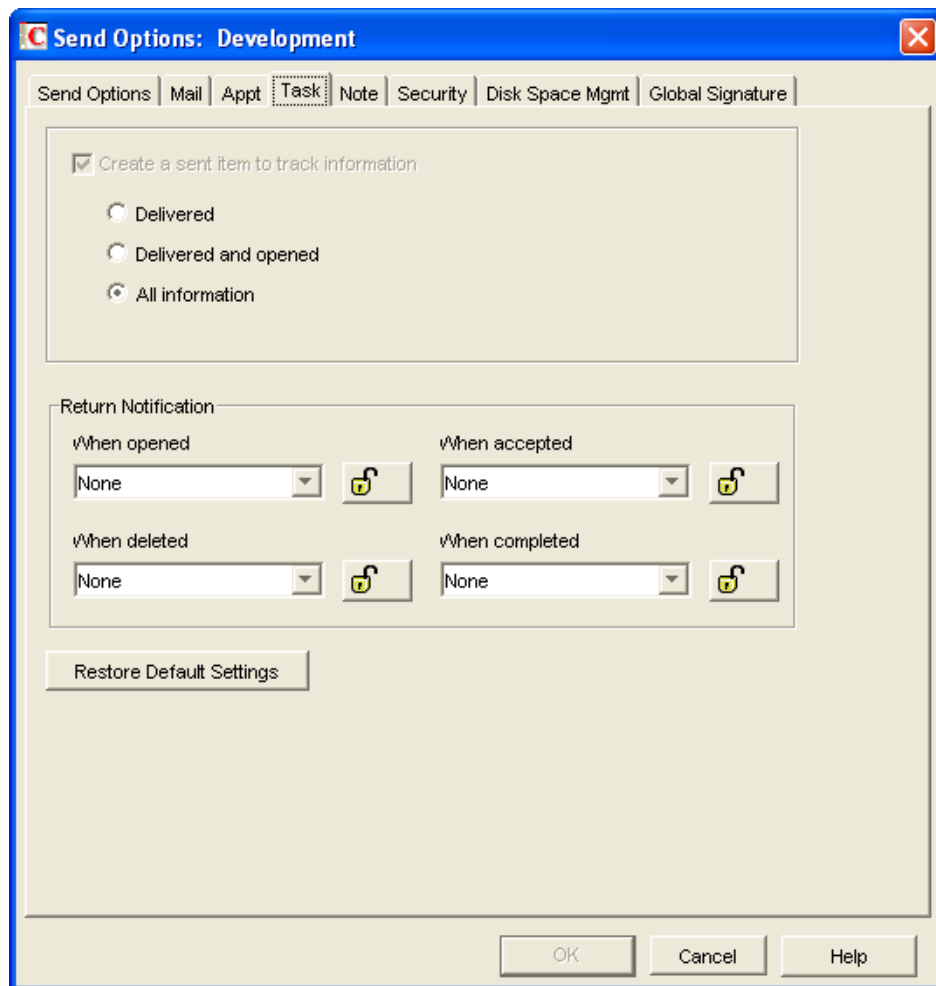 C Send Options: Development
Send Options Mail Appt Task Note Security Disk Space Mgmt Global Signature
Create a sent item to track information
Delivered
Delivered and opened
All information
Return Notification
When opened When accepted
None None
When deleted When completed
None None
Restore Default Settings
OK Cancel Help